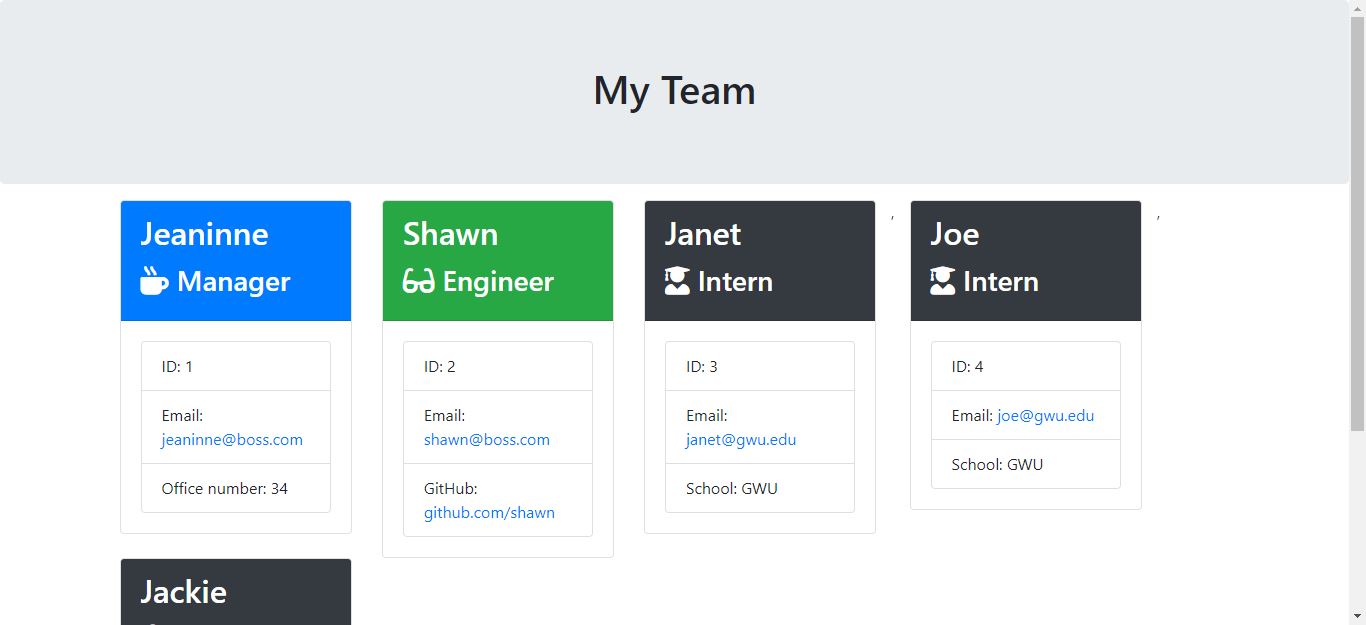 My Team
Jeaninne
Manager
ID: 1
Email:
jeaninne@boss.com
Office number: 34
Shawn
Engineer
ID: 2
Email:
shawn@boss.com
GitHub:
github.com/shawn
Janet
Intern
ID: 3
Email:
janet@gwu.edu
School: GWU
,
Joe
Intern
ID: 4
Email: joe@gwu.edu
School: GWU
,
Jackie